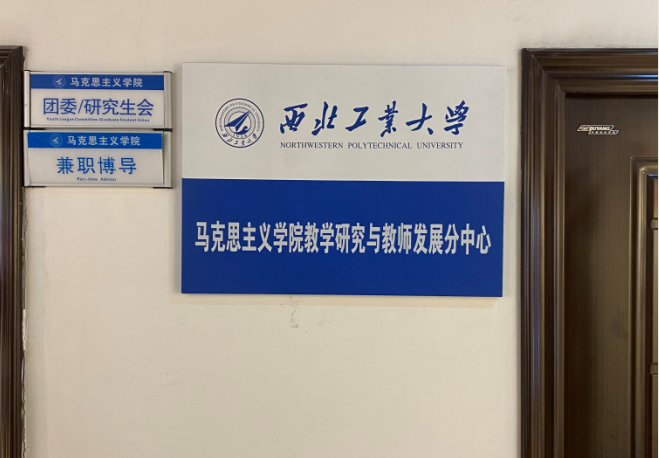 马克思主义学院
团委/研究生会
Youth League Committee/Graduate Student Union
马克思主义学院
兼职博导
Part-time Advisor
西北工业大学
NORTHWESTERN POLYTECHNICAL UNIVERSITY
马克思主义学院教学研究与教师发展分中心
BUYANG